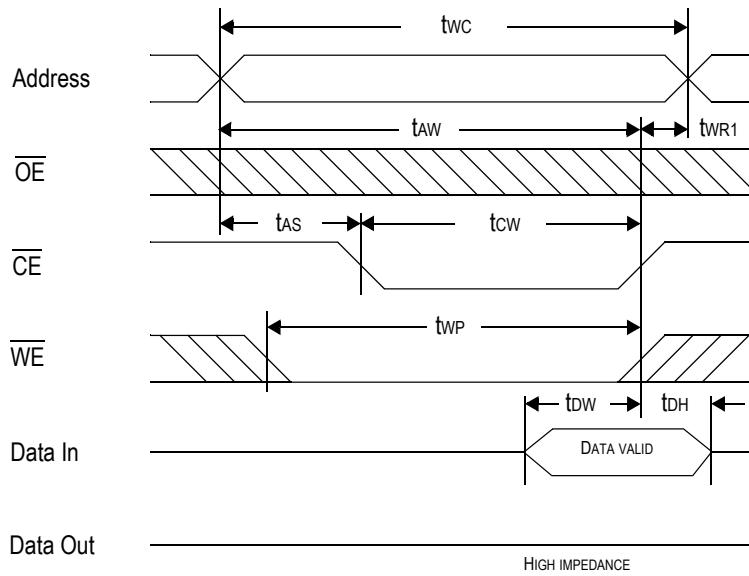 tWC
Address
tAW
tWR1
OE
tAS
tCW
CE
tWP
WE
tDW
tDH
Data In
DATA VALID
Data Out
HIGH IMPEDANCE